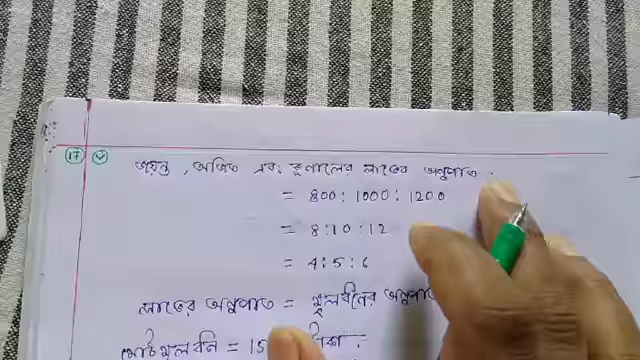 17 V জয়ন্ত, অজিত এবং কুনালের লাভের অনুপাত :
= 800 : 1000 : 1200
= 8 : 10 : 12
= 4 : 5 : 6
লাভের অনুপাত = মূলধনের অনুপাত
মোট মূলধন = 15